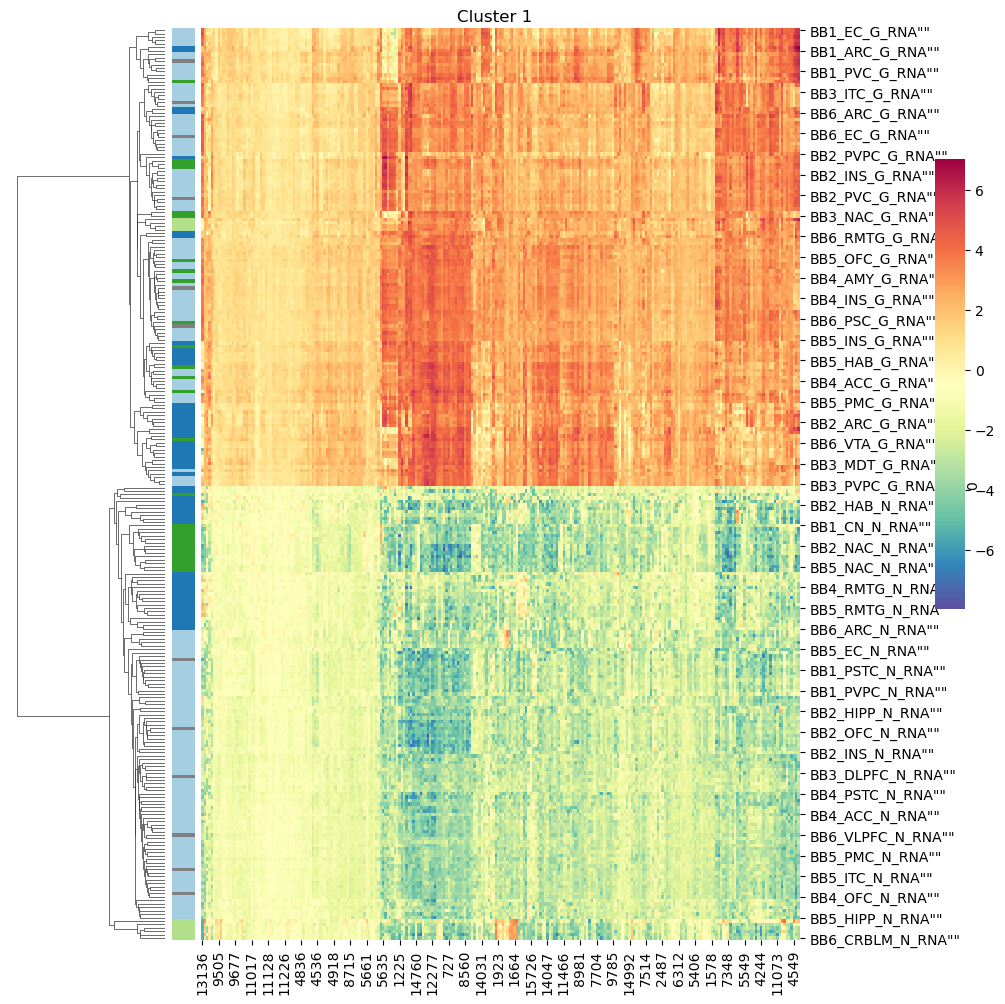 Cluster 1
BB1_EC_G_RNA""
BB1_ARC_G_RNA""
BB1_PVC_G_RNA""
BB3_ITC_G_RNA""
BB6_ARC_G_RNA""
BB6_EC_G_RNA""
BB2_PVPC_G_RNA""
BB2_INS_G_RNA""
BB2_PVC_G_RNA""
BB3_NAC_G_RNA"
BB6_RMTG_G_RNA
BB5_OFC_G_RNA"
BB4_AMY_G_RNA"
BB4_INS_G_RNA""
BB6_PSC_G_RNA"
BB5_INS_G_RNA""
BB5_HAB_G_RNA"
BB4_ACC_G_RNA"
BB5_PMC_G_RNA"
BB2_ARC_G_RNA"
BB6_VTA_G_RNA"
BB3_MDT_G_RNA"
BB3_PVPC_G_RNA
BB2_HAB_N_RNA"
BB1_CN_N_RNA""
BB2_NAC_N_RNA"
BB5_NAC_N_RNA"
BB4_RMTG_N_RNA
BB5_RMTG_N_RNA
BB6_ARC_N_RNA""
BB5_EC_N_RNA""
BB1_PSTC_N_RNA""
BB1_PVPC_N_RNA""
BB2_HIPP_N_RNA""
BB2_OFC_N_RNA""
BB2_INS_N_RNA""
BB3_DLPFC_N_RNA""
BB4_PSTC_N_RNA""
BB4_ACC_N_RNA""
BB6_VLPFC_N_RNA""
BB5_PMC_N_RNA""
BB5_ITC_N_RNA""
BB4_OFC_N_RNA""
BB5_HIPP_N_RNA""
BB6_CRBLM_N_RNA""
6
4
2
0
−2
−4
−6
0
13136
9505
9677
11017
11128
11226
4836
4536
4918
8715
5661
5635
1225
14760
12277
727
8560
14031
1923
1664
15726
14047
11466
8981
7704
9785
14992
7514
2487
6312
5406
1578
7348
5549
4244
11073
4549